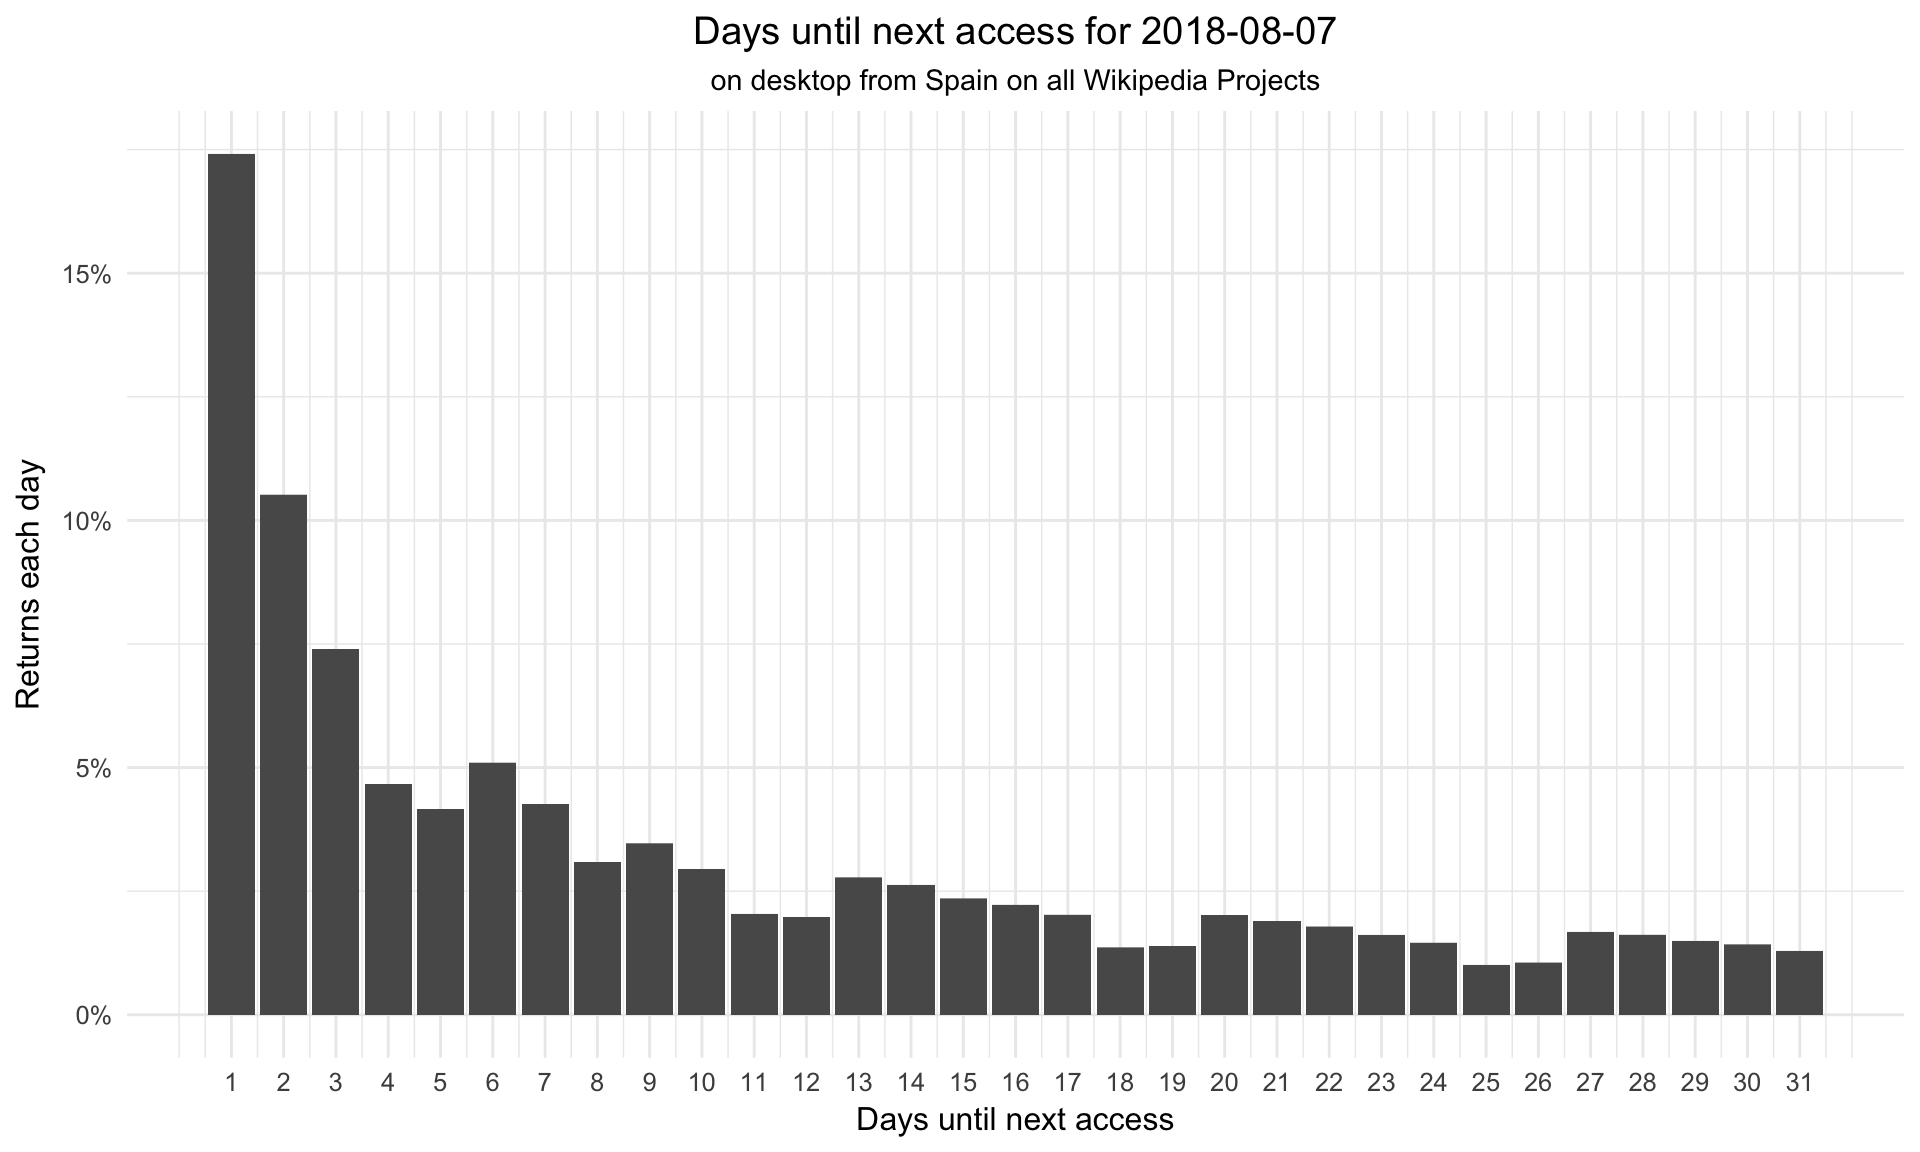 Days until next access for 2018-08-07
on desktop from Spain on all Wikipedia Projects
Returns each day
15%
10%
5%
0%
1 2 3 4 5 6 7 8 9 10 11 12 13 14 15 16 17 18 19 20 21 22 23 24 25 26 27 28 29 30 31
Days until next access